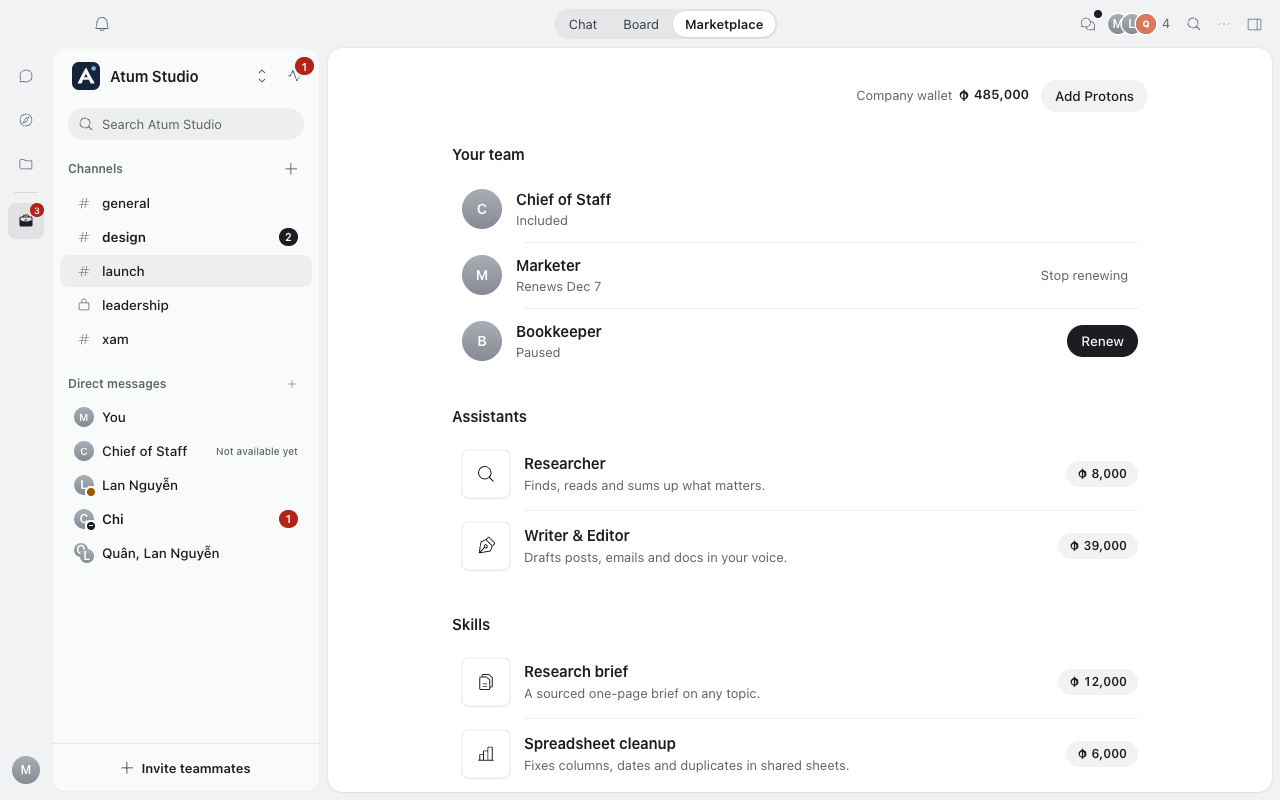 Chat
Board
Marketplace
M
L
Q
4
Atum Studio
1
Search Atum Studio
Channels
general
design
2
launch
leadership
xam
3
Direct messages
M
You
C
Chief of Staff
Not available yet
L
Lan Nguyễn
C
Chi
1
Q
L
Quân, Lan Nguyễn
Invite teammates
M
Company wallet 485,000
Add Protons
Your team
C
Chief of Staff
Included
M
Marketer
Renews Dec 7
Stop renewing
B
Bookkeeper
Paused
Renew
Assistants
Researcher
Finds, reads and sums up what matters.
8,000
Writer & Editor
Drafts posts, emails and docs in your voice.
39,000
Skills
Research brief
A sourced one-page brief on any topic.
12,000
Spreadsheet cleanup
Fixes columns, dates and duplicates in shared sheets.
6,000